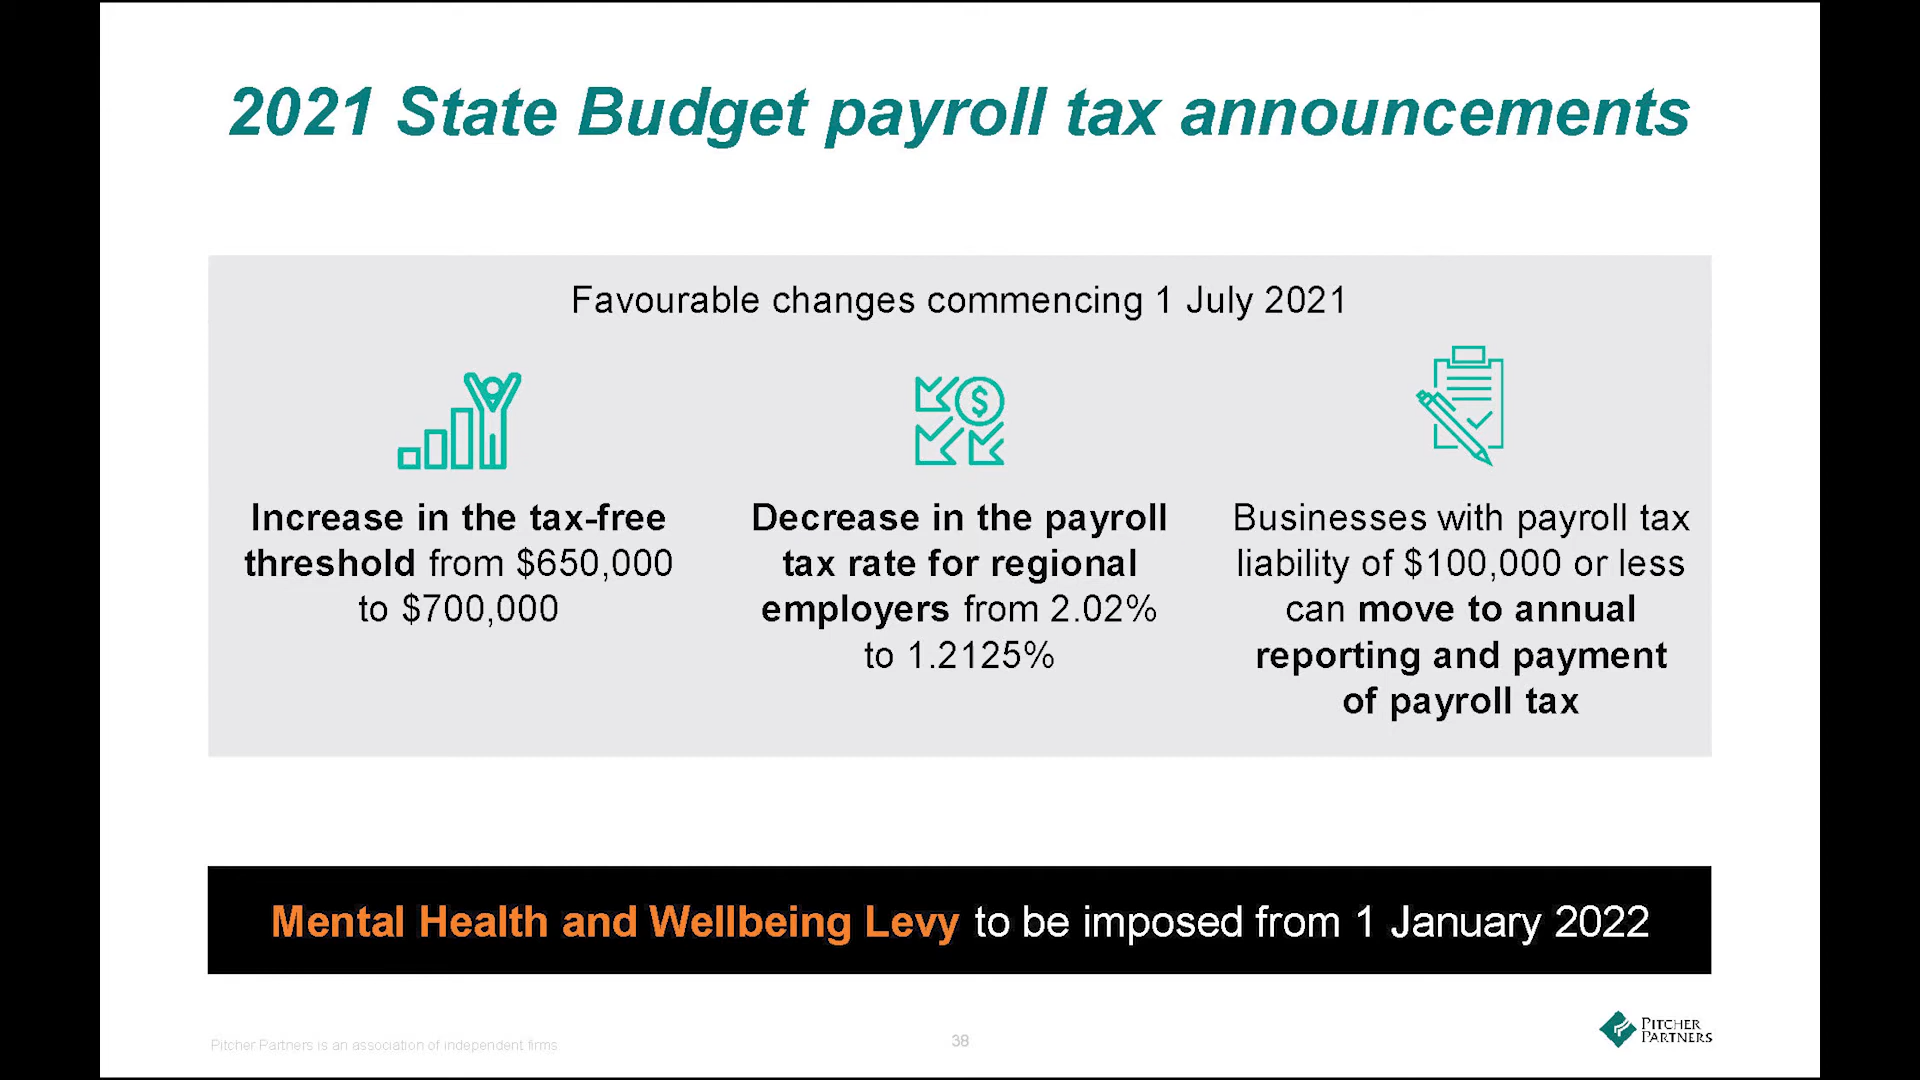 2021 State Budget payroll tax announcements
Favourable changes commencing 1 July 2021
$
Increase in the tax-free
threshold from $650,000
to $700,000
Decrease in the payroll
tax rate for regional
employers from 2.02%
to 1.2125%
Businesses with payroll tax
liability of $100,000 or less
can move to annual
reporting and payment
of payroll tax
Mental Health and Wellbeing Levy to be imposed from 1 January 2022
Pitcher Partners is an association of independent firms
38
PITCHER
PARTNERS